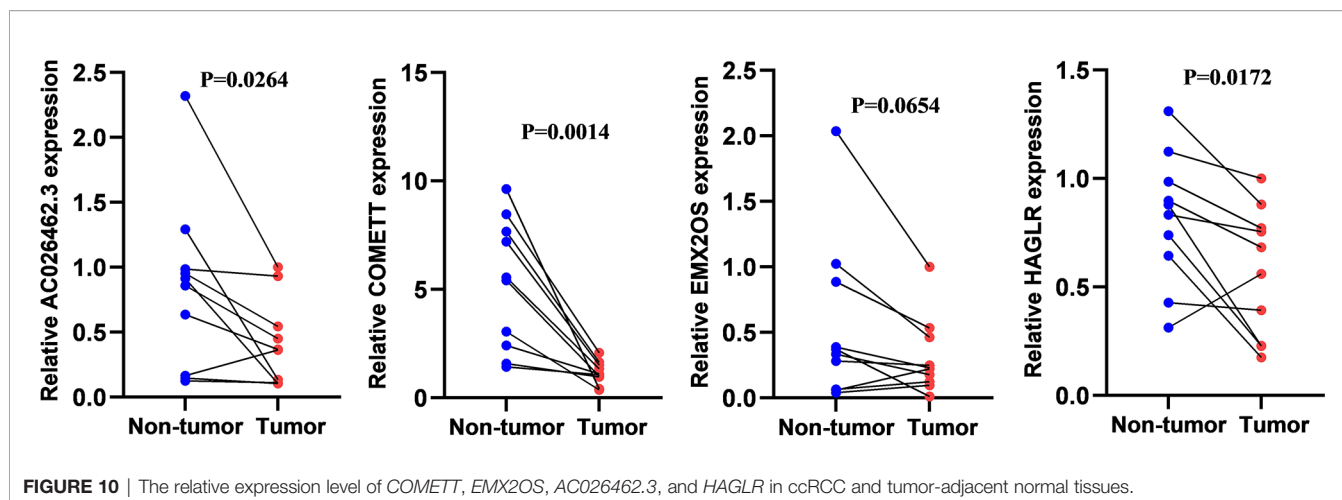 P=0.0264
Relative AC026462.3 expression
2.5
2.0
1.5
1.0
0.5
0.0
Non-tumor Tumor
P=0.0014
Relative COMETT expression
15
10
5
0
Non-tumor Tumor
P=0.0654
Relative EMX2OS expression
2.5
2.0
1.5
1.0
0.5
0.0
Non-tumor Tumor
P=0.0172
Relative HAGLR expression
1.5
1.0
0.5
0.0
Non-tumor Tumor
FIGURE 10 | The relative expression level of COMETT, EMX2OS, AC026462.3, and HAGLR in ccRCC and tumor-adjacent normal tissues.